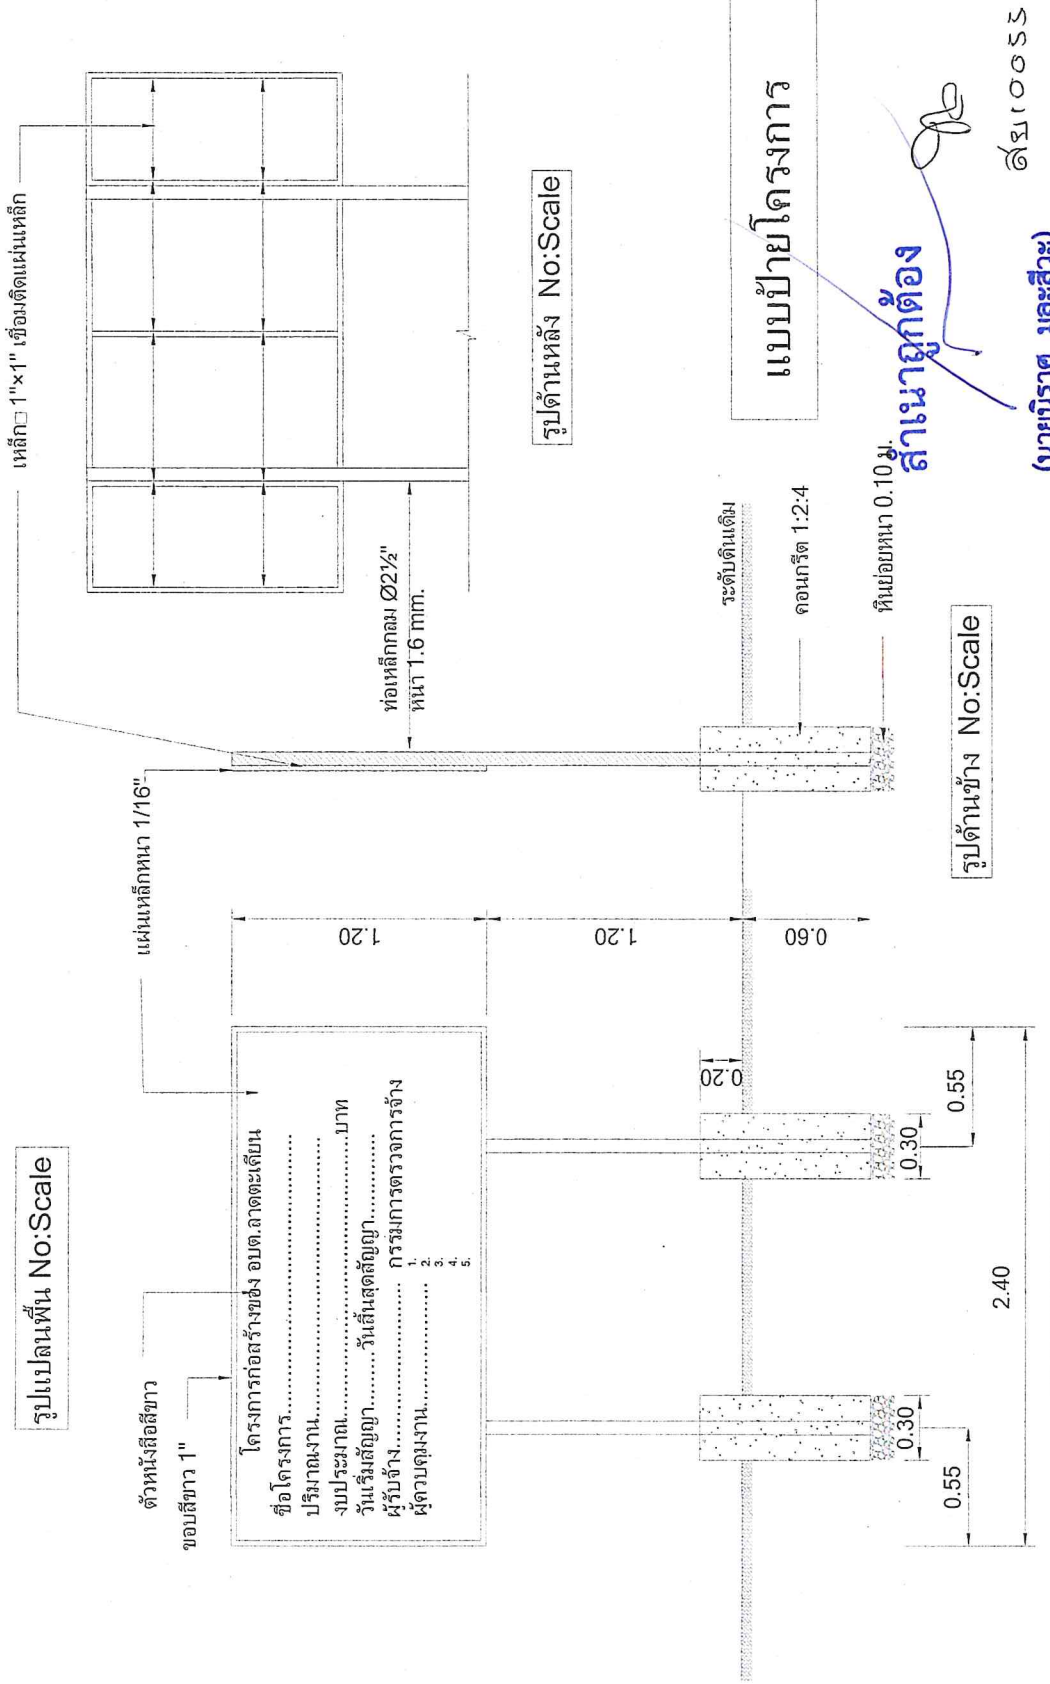 รูปแปลนพื้น No:Scale
ตัวหนังสือสีขาว
ขอบสีขาว 1"
แผ่นเหล็กหนา 1/16"
เหล็ก□ 1"×1" เชื่อมติดแผ่นเหล็ก
โครงการก่อสร้างของ อบต.ถาดตะเคียน
ชื่อโครงการ................................................
ปริมาณงาน................................................
งบประมาณ................................................บาท
วันเริ่มสัญญา.........วันสิ้นสุดสัญญา................
ผู้รับจ้าง........................ กรรมการตรวจการจ้าง
ผู้ควบคุมงาน........................
1.
2.
3.
4.
5.
1.20
1.20
0.60
0.20
0.30
0.30
0.55
0.55
2.40
ท่อเหล็กกลม Ø2½"
หนา 1.6 mm.
รูปด้านหลัง No:Scale
ระดับดินเดิม
คอนกรีต 1:2:4
หินย่อยหนา 0.10 ม.
รูปด้านข้าง No:Scale
แบบป้ายโครงการ
สำเนาถูกต้อง
สย10055